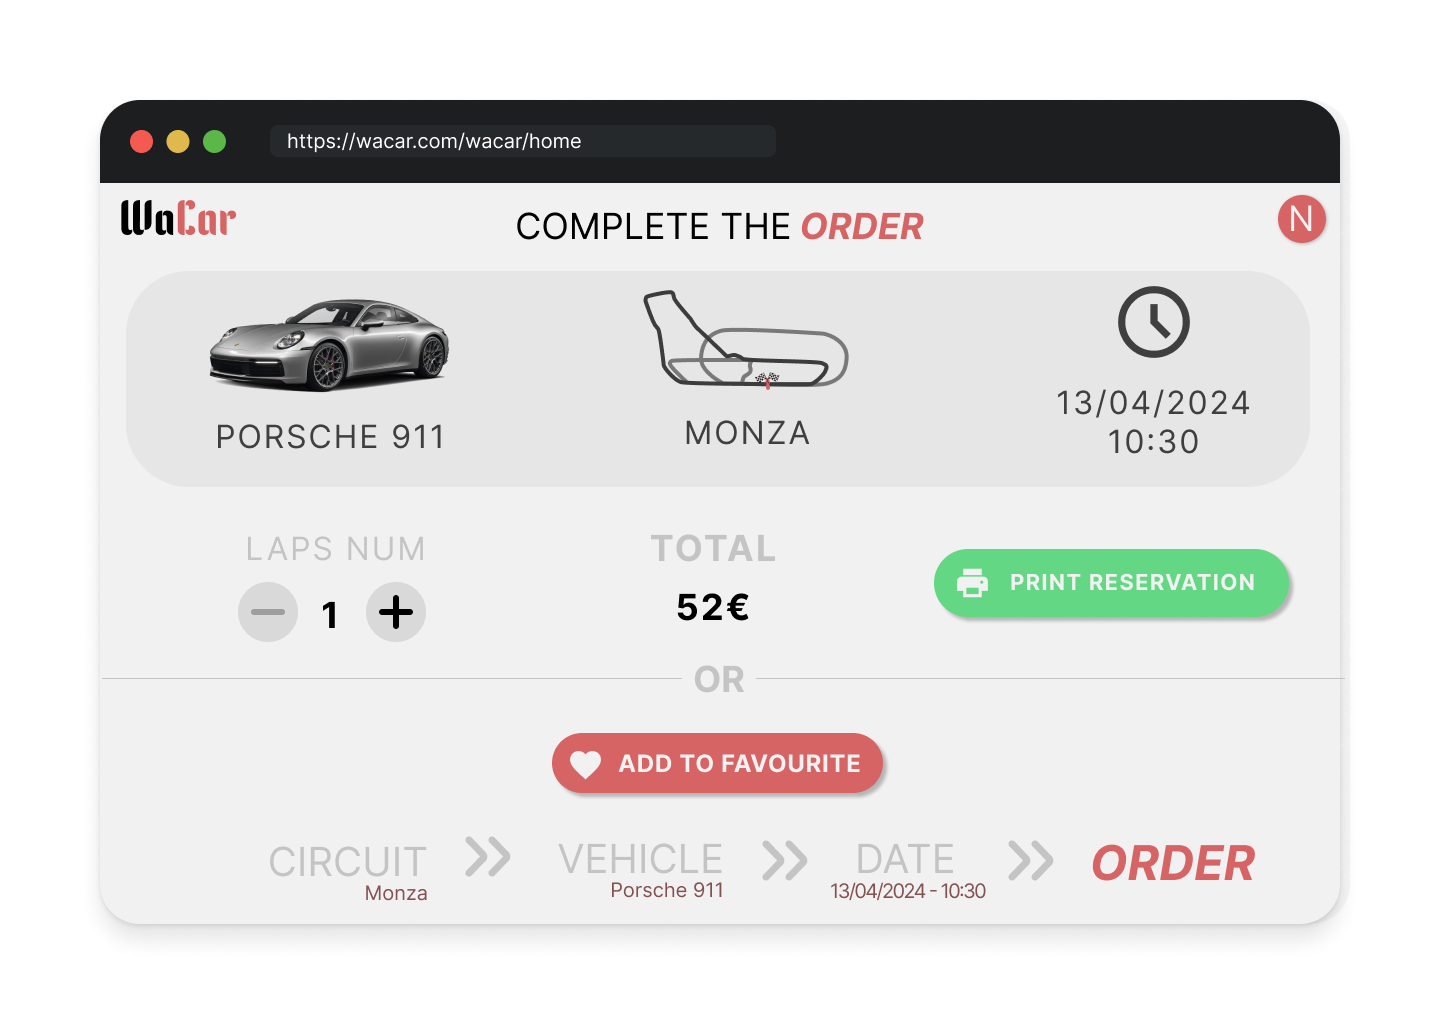 https://wacar.com/wacar/home
WaCar
COMPLETE THE ORDER
N
PORSCHE 911
MONZA
13/04/2024
10:30
LAPS NUM
1
TOTAL
52€
PRINT RESERVATION
OR
ADD TO FAVOURITE
CIRCUIT
Monza
VEHICLE
Porsche 911
DATE
13/04/2024 - 10:30
ORDER